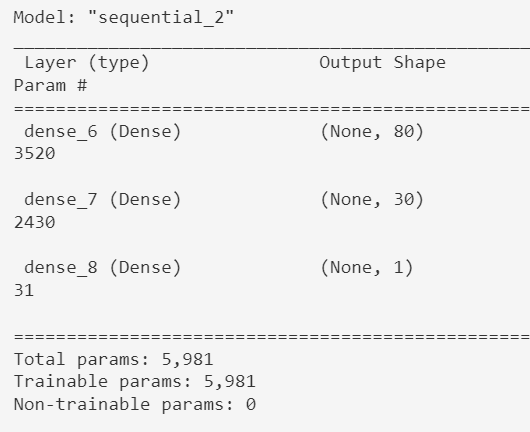 Model: "sequential_2"
_________________________________________________________________
Layer (type) Output Shape
Param #
=================================================================
dense_6 (Dense) (None, 80)
3520
dense_7 (Dense) (None, 30)
2430
dense_8 (Dense) (None, 1)
31
=================================================================
Total params: 5,981
Trainable params: 5,981
Non-trainable params: 0